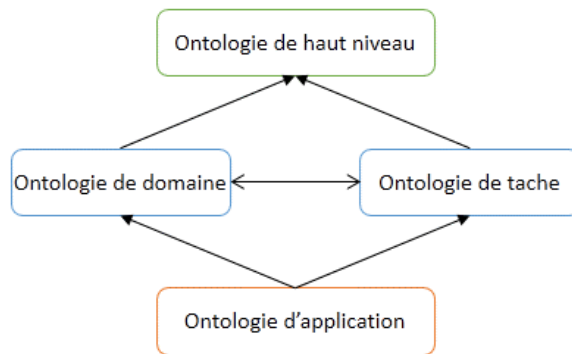 Ontologie de haut niveau
Ontologie de domaine
Ontologie de tache
Ontologie d’application